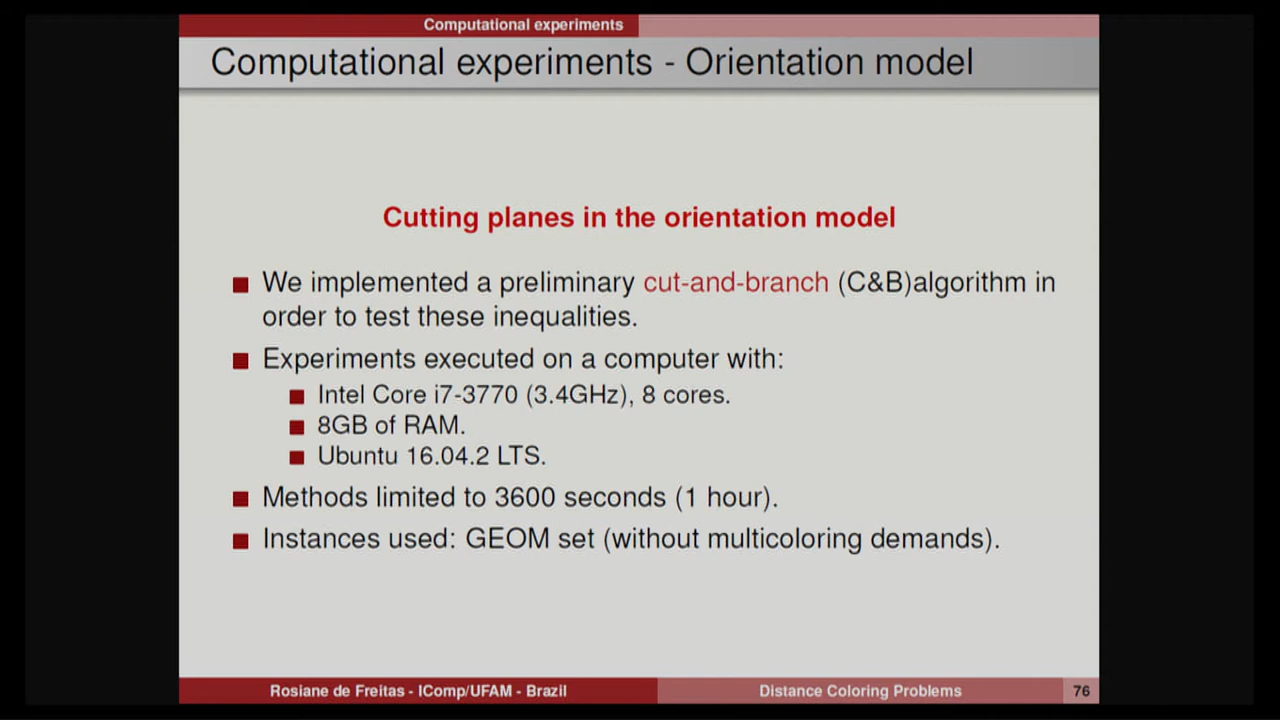 Computational experiments
Computational experiments - Orientation model
Cutting planes in the orientation model
We implemented a preliminary cut-and-branch (C&B)algorithm in
order to test these inequalities.
Experiments executed on a computer with:
Intel Core i7-3770 (3.4GHz), 8 cores.
8GB of RAM.
Ubuntu 16.04.2 LTS.
Methods limited to 3600 seconds (1 hour).
Instances used: GEOM set (without multicoloring demands).
Rosiane de Freitas - IComp/UFAM - Brazil
Distance Coloring Problems
76